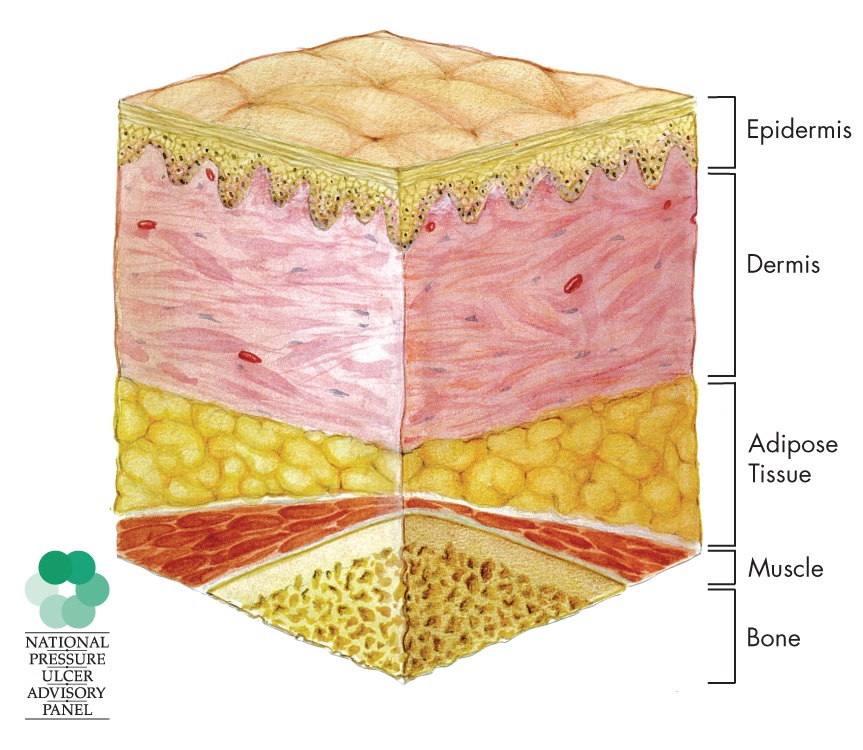 Epidermis
Dermis
Adipose
Tissue
Muscle
Bone
NATIONAL
PRESSURE
ULCER
ADVISORY
PANEL